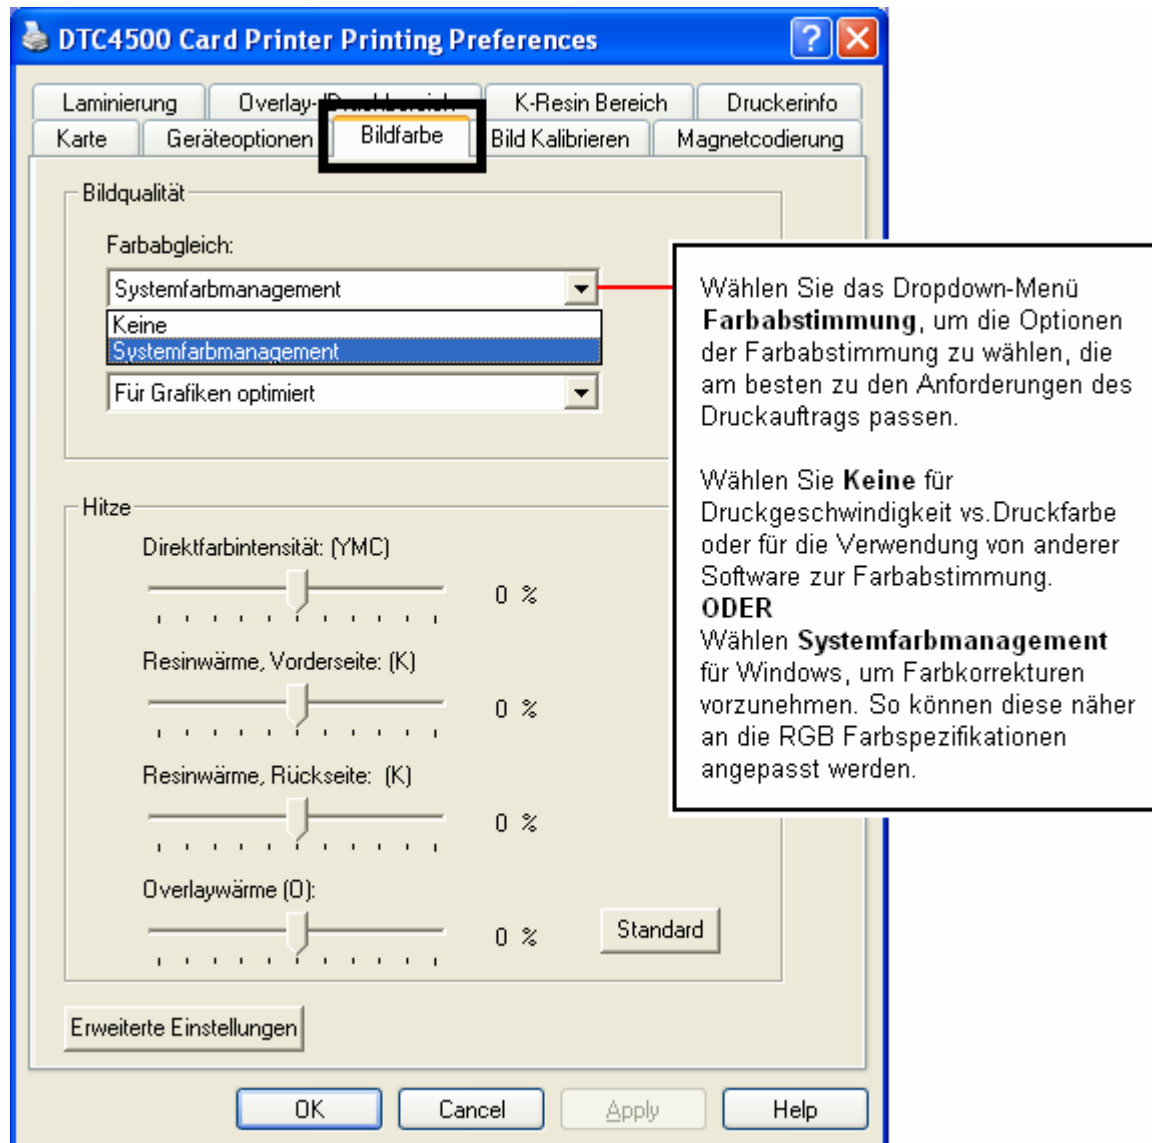 DTC4500 Card Printer Printing Preferences
Laminierung
K-Resin Bereich
Druckerinfo
Karte
Geräteoptionen
Bildfarbe
Bild Kalibrieren
Magnetcodierung
Bildqualität
Farbabgleich:
Systemfarbmanagement
Keine
Systemfarbmanagement
Für Grafiken optimiert
Hitze
Direktfarbintensität: (YMC)
0 %
Resinwärme, Vorderseite: (K)
0 %
Resinwärme, Rückseite: (K)
0 %
Overlaywärme (O):
0 %
Standard
Erweiterte Einstellungen
OK
Cancel
Apply
Help
Wählen Sie das Dropdown-Menü
Farbabstimmung, um die Optionen
der Farbabstimmung zu wählen, die
am besten zu den Anforderungen des
Druckauftrags passen.
Wählen Sie Keine für
Druckgeschwindigkeit vs.Druckfarbe
oder für die Verwendung von anderer
Software zur Farbabstimmung.
ODER
Wählen Systemfarbmanagement
für Windows, um Farbkorrekturen
vorzunehmen. So können diese näher
an die RGB Farbspezifikationen
angepasst werden.